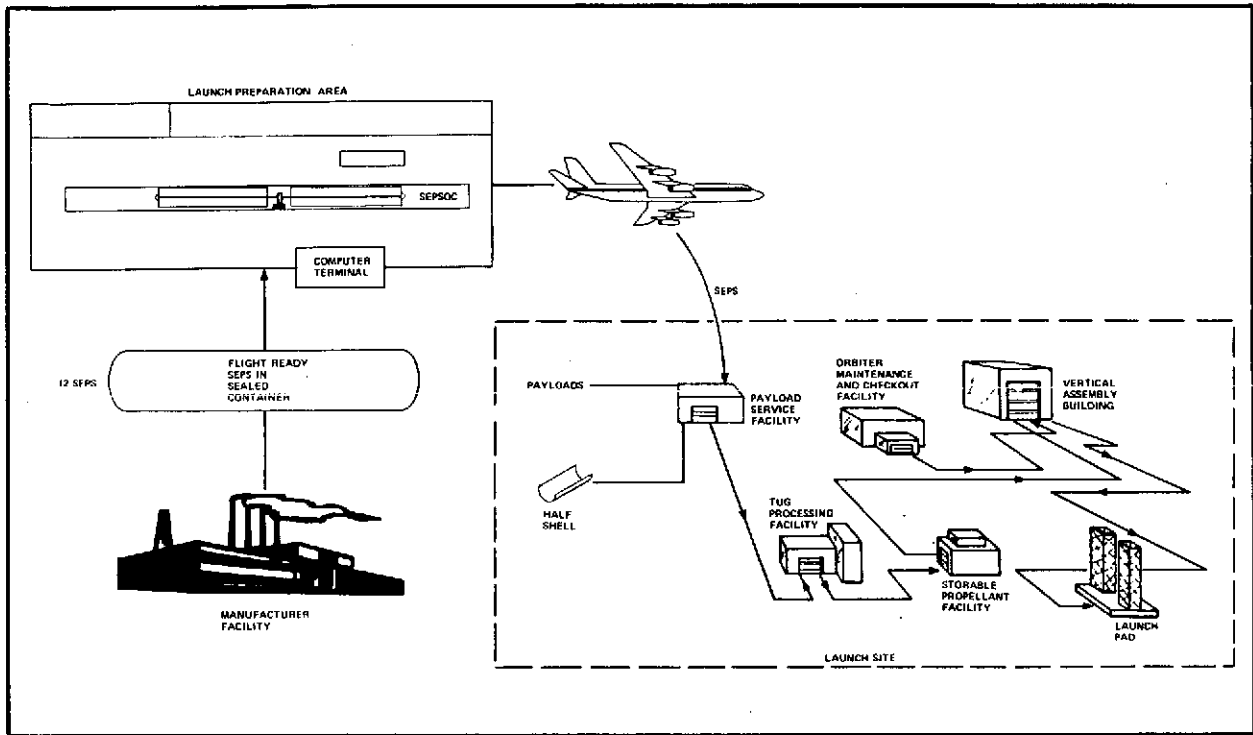 LAUNCH PREPARATION AREA
SEPSOC
COMPUTER
TERMINAL
SEPS
12 SEPS
FLIGHT READY
SEPS IN
SEALED
CONTAINER
MANUFACTURER
FACILITY
PAYLOADS
PAYLOAD
SERVICE
FACILITY
HALF
SHELL
ORBITER
MAINTENANCE
AND CHECKOUT
FACILITY
VERTICAL
ASSEMBLY
BUILDING
TUG
PROCESSING
FACILITY
STORABLE
PROPELLANT
FACILITY
LAUNCH
PAD
LAUNCH SITE